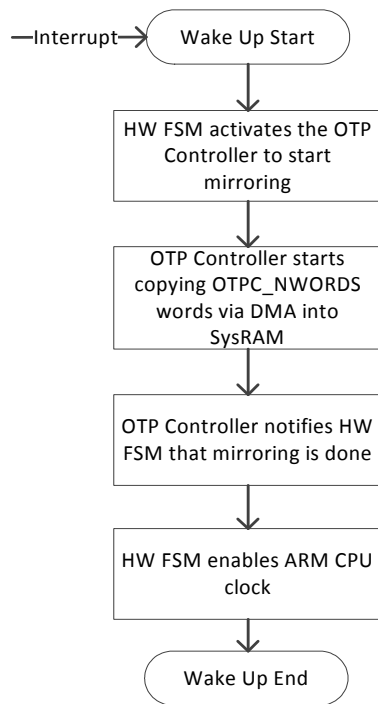 Interrupt
Wake Up Start
HW FSM activates the OTP
Controller to start
mirroring
OTP Controller starts
copying OTPC_NWORDS
words via DMA into
SysRAM
OTP Controller notifies HW
FSM that mirroring is done
HW FSM enables ARM CPU
clock
Wake Up End